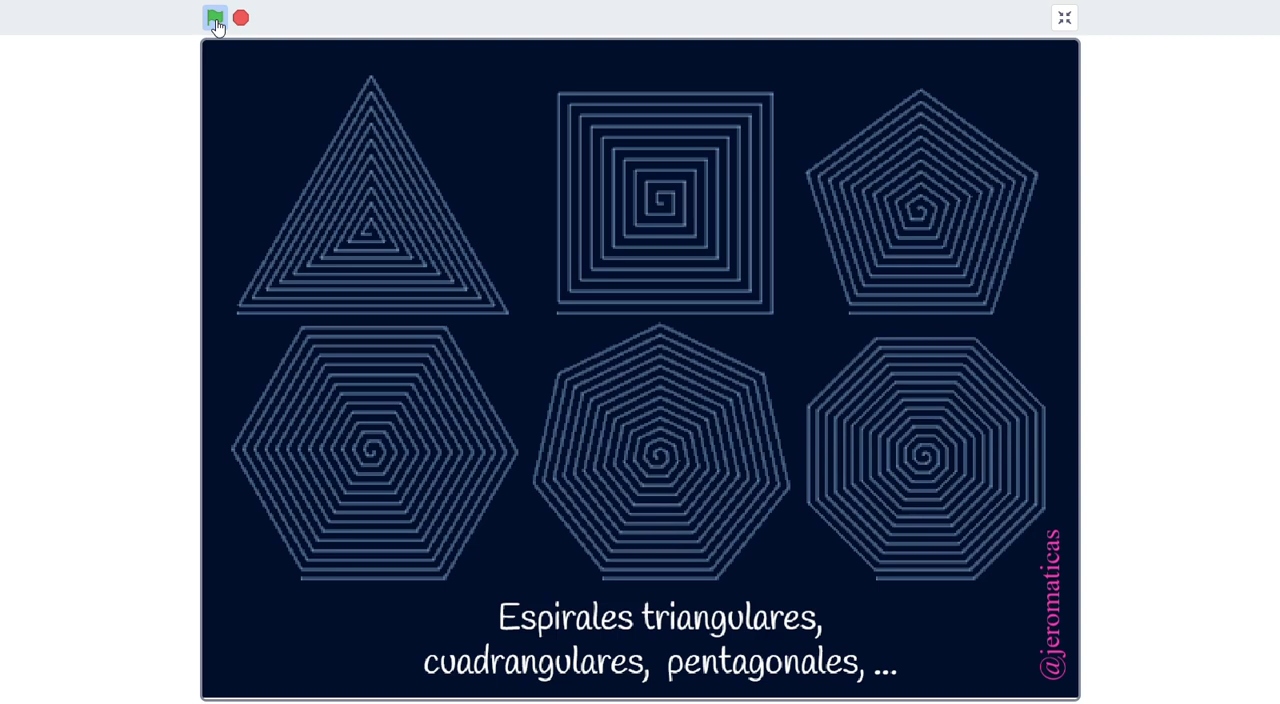 Espirales triangulares,
cuadrangulares, pentagonales, ...
@jeromaticas